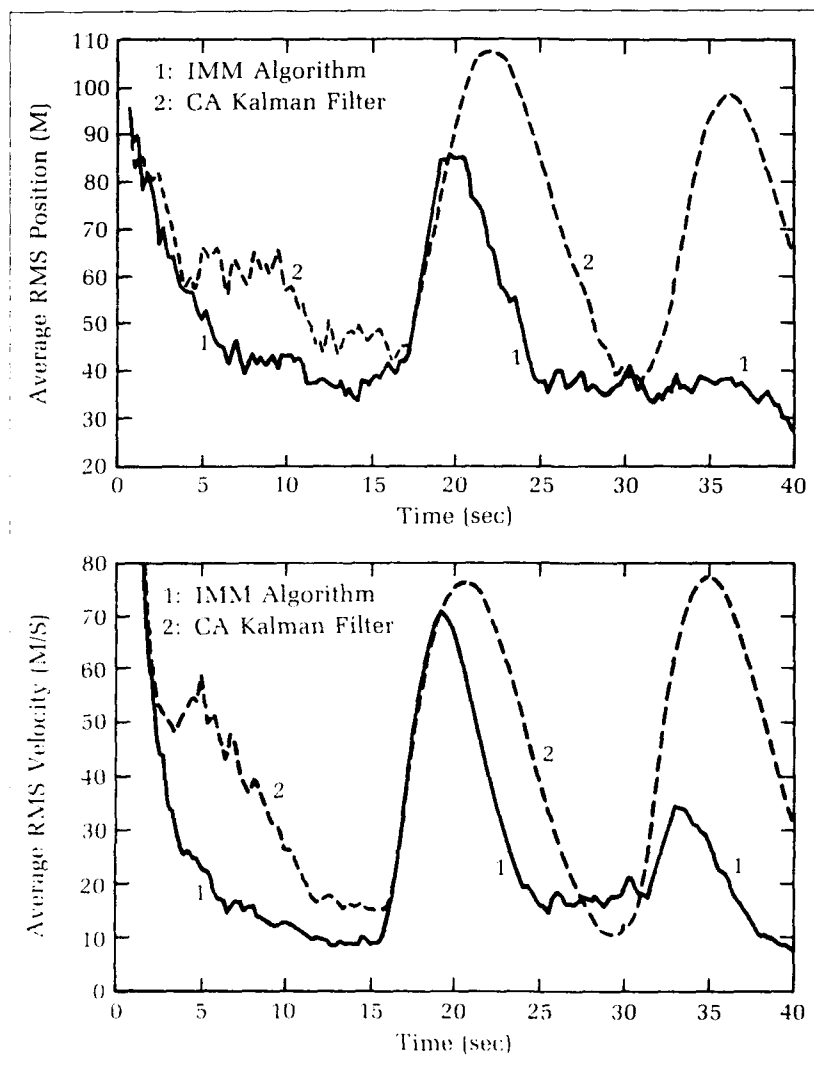 110
100
90
80
70
60
50
40
30
20
Average RMS Position (M)
1: IMM Algorithm
2: CA Kalman Filter
2
1
2
1
1
0 5 10 15 20 25 30 35 40
Time (sec)
80
70
60
50
40
30
20
10
0
Average RMS Velocity (M/S)
1: IMM Algorithm
2: CA Kalman Filter
2
1
2
1
1
0 5 10 15 20 25 30 35 40
Time (sec)